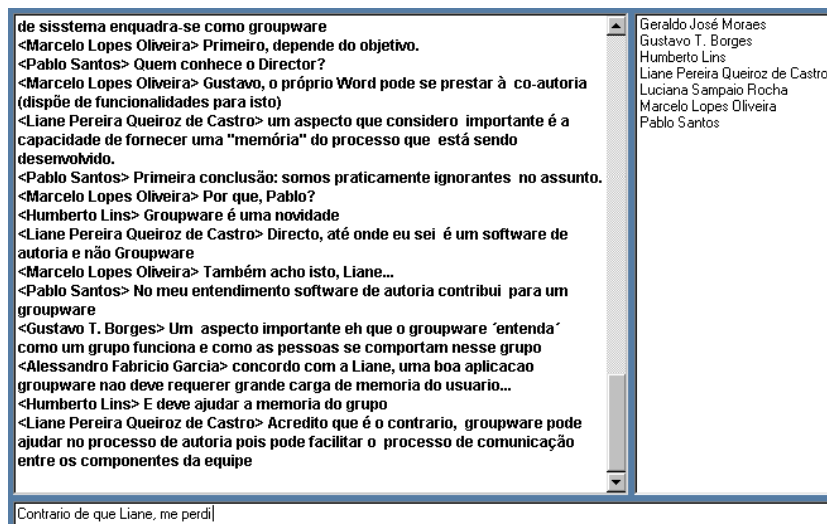 de sisstema enquadra-se como groupware
<Marcelo Lopes Oliveira> Primeiro, depende do objetivo.
<Pablo Santos> Quem conhece o Director?
<Marcelo Lopes Oliveira> Gustavo, o próprio Word pode se prestar à co-autoria
(dispõe de funcionalidades para isto)
<Liane Pereira Queiroz de Castro> um aspecto que considero importante é a
capacidade de fornecer uma "memória" do processo que está sendo
desenvolvido.
<Pablo Santos> Primeira conclusão: somos praticamente ignorantes no assunto.
<Marcelo Lopes Oliveira> Por que, Pablo?
<Humberto Lins> Groupware é uma novidade
<Liane Pereira Queiroz de Castro> Directo, até onde eu sei é um software de
autoria e não Groupware
<Marcelo Lopes Oliveira> Também acho isto, Liane...
<Pablo Santos> No meu entendimento software de autoria contribui para um
groupware
<Gustavo T. Borges> Um aspecto importante eh que o groupware ´entenda´
como um grupo funciona e como as pessoas se comportam nesse grupo
<Alessandro Fabricio Garcia> concordo com a Liane, uma boa aplicacao
groupware nao deve requerer grande carga de memoria do usuario...
<Humberto Lins> E deve ajudar a memoria do grupo
<Liane Pereira Queiroz de Castro> Acredito que é o contrario, groupware pode
ajudar no processo de autoria pois pode facilitar o processo de comunicação
entre os componentes da equipe
Geraldo José Moraes
Gustavo T. Borges
Humberto Lins
Liane Pereira Queiroz de Castro
Luciana Sampaio Rocha
Marcelo Lopes Oliveira
Pablo Santos
Contrario de que Liane, me perdi